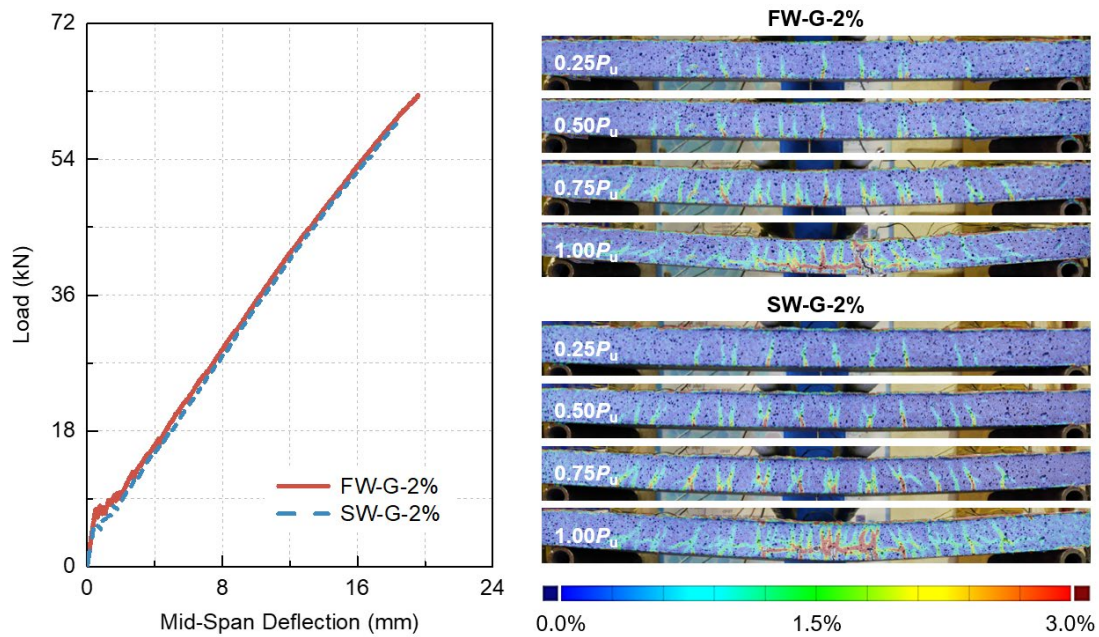 72
54
36
18
0
Load (kN)
0
8
16
24
Mid-Span Deflection (mm)
FW-G-2%
SW-G-2%
FW-G-2%
0.25Pu
0.50Pu
0.75Pu
1.00Pu
SW-G-2%
0.25Pu
0.50Pu
0.75Pu
1.00Pu
0.0%
1.5%
3.0%